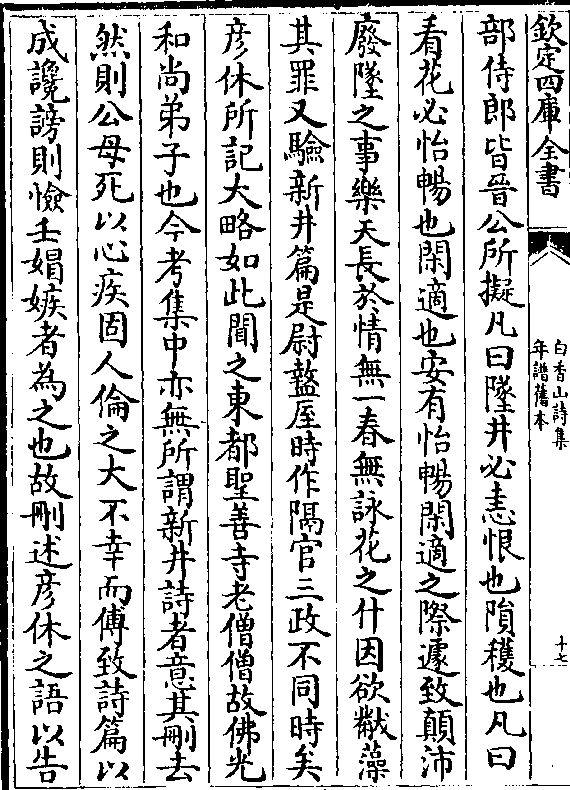 欽定四庫全書
白香山詩集
年譜舊本
十七
部侍郎皆晉公所擬凡曰墜井必恚恨也隕穫也凡曰
看花必怡暢也閑適也安有怡暢閑適之際遽致顛沛
廢墜之事樂天長於情無一春無詠花之什因欲黻藻
其罪又驗新井篇是尉盩厔時作隔官三政不同時矣
彦休所記大略如此聞之東都聖善寺老僧僧故佛光
和尚弟子也今考集中亦無所謂新井詩者意其刪去
然則公母死以心疾固人倫之大不幸而傅致詩篇以
成讒謗則憸壬媢嫉者為之也故刪述彦休之語以告